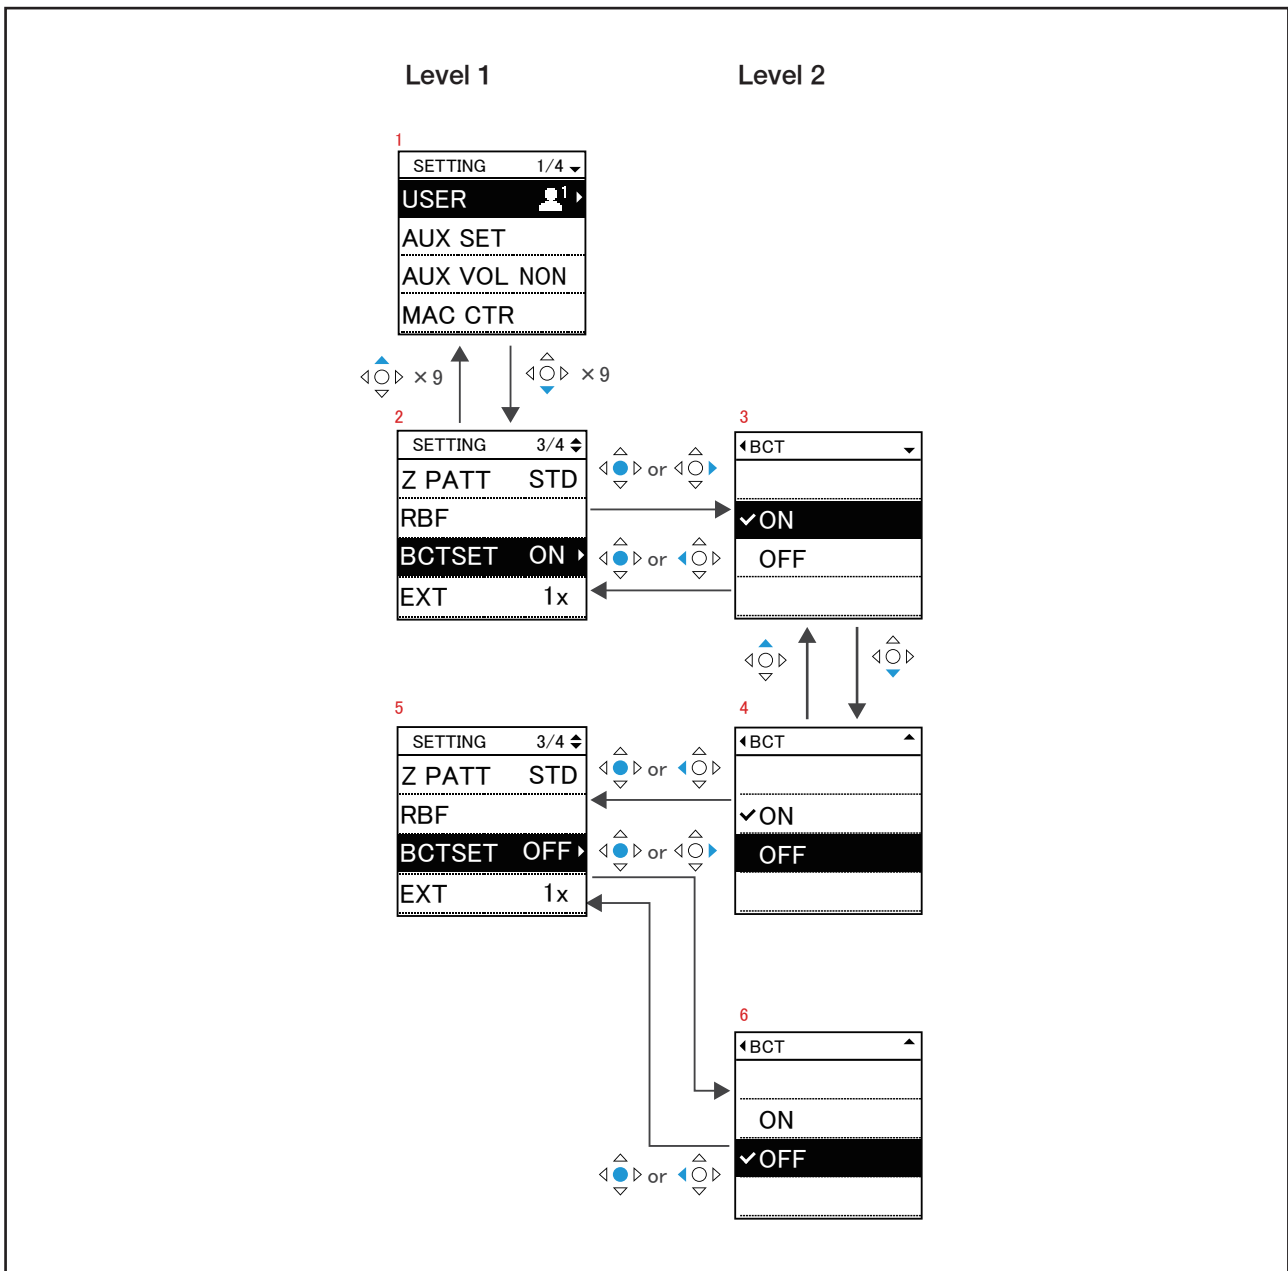 Level 1 Level 2
1
SETTING 1/4
USER 1
AUX SET
AUX VOL NON
MAC CTR
×9 ×9
2
SETTING 3/4
Z PATT STD
RBF
BCTSET ON
EXT 1x
or
or
3
BCT
ON
OFF
5
SETTING 3/4
Z PATT STD
RBF
BCTSET OFF
EXT 1x
or
or
4
BCT
ON
OFF
6
BCT
ON
OFF
or